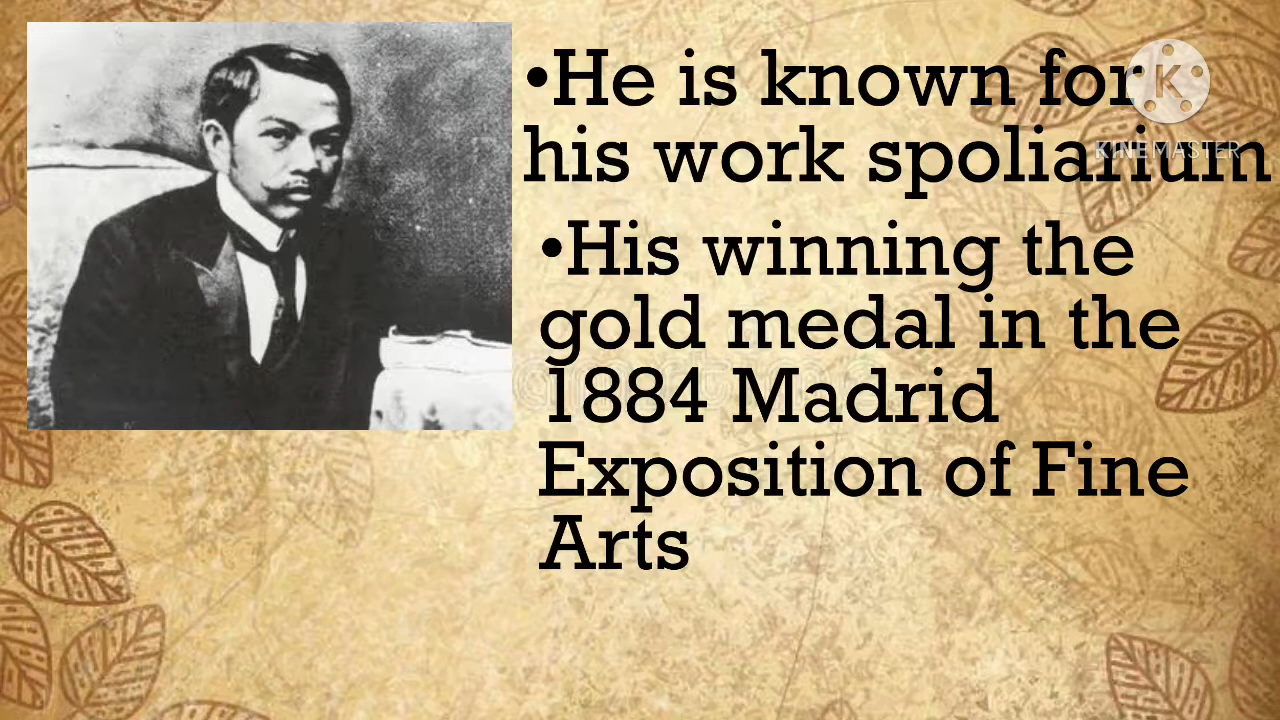 •He is known for
his work spoliarium
•His winning the
gold medal in the
1884 Madrid
Exposition of Fine
Arts
K
KINEMASTER